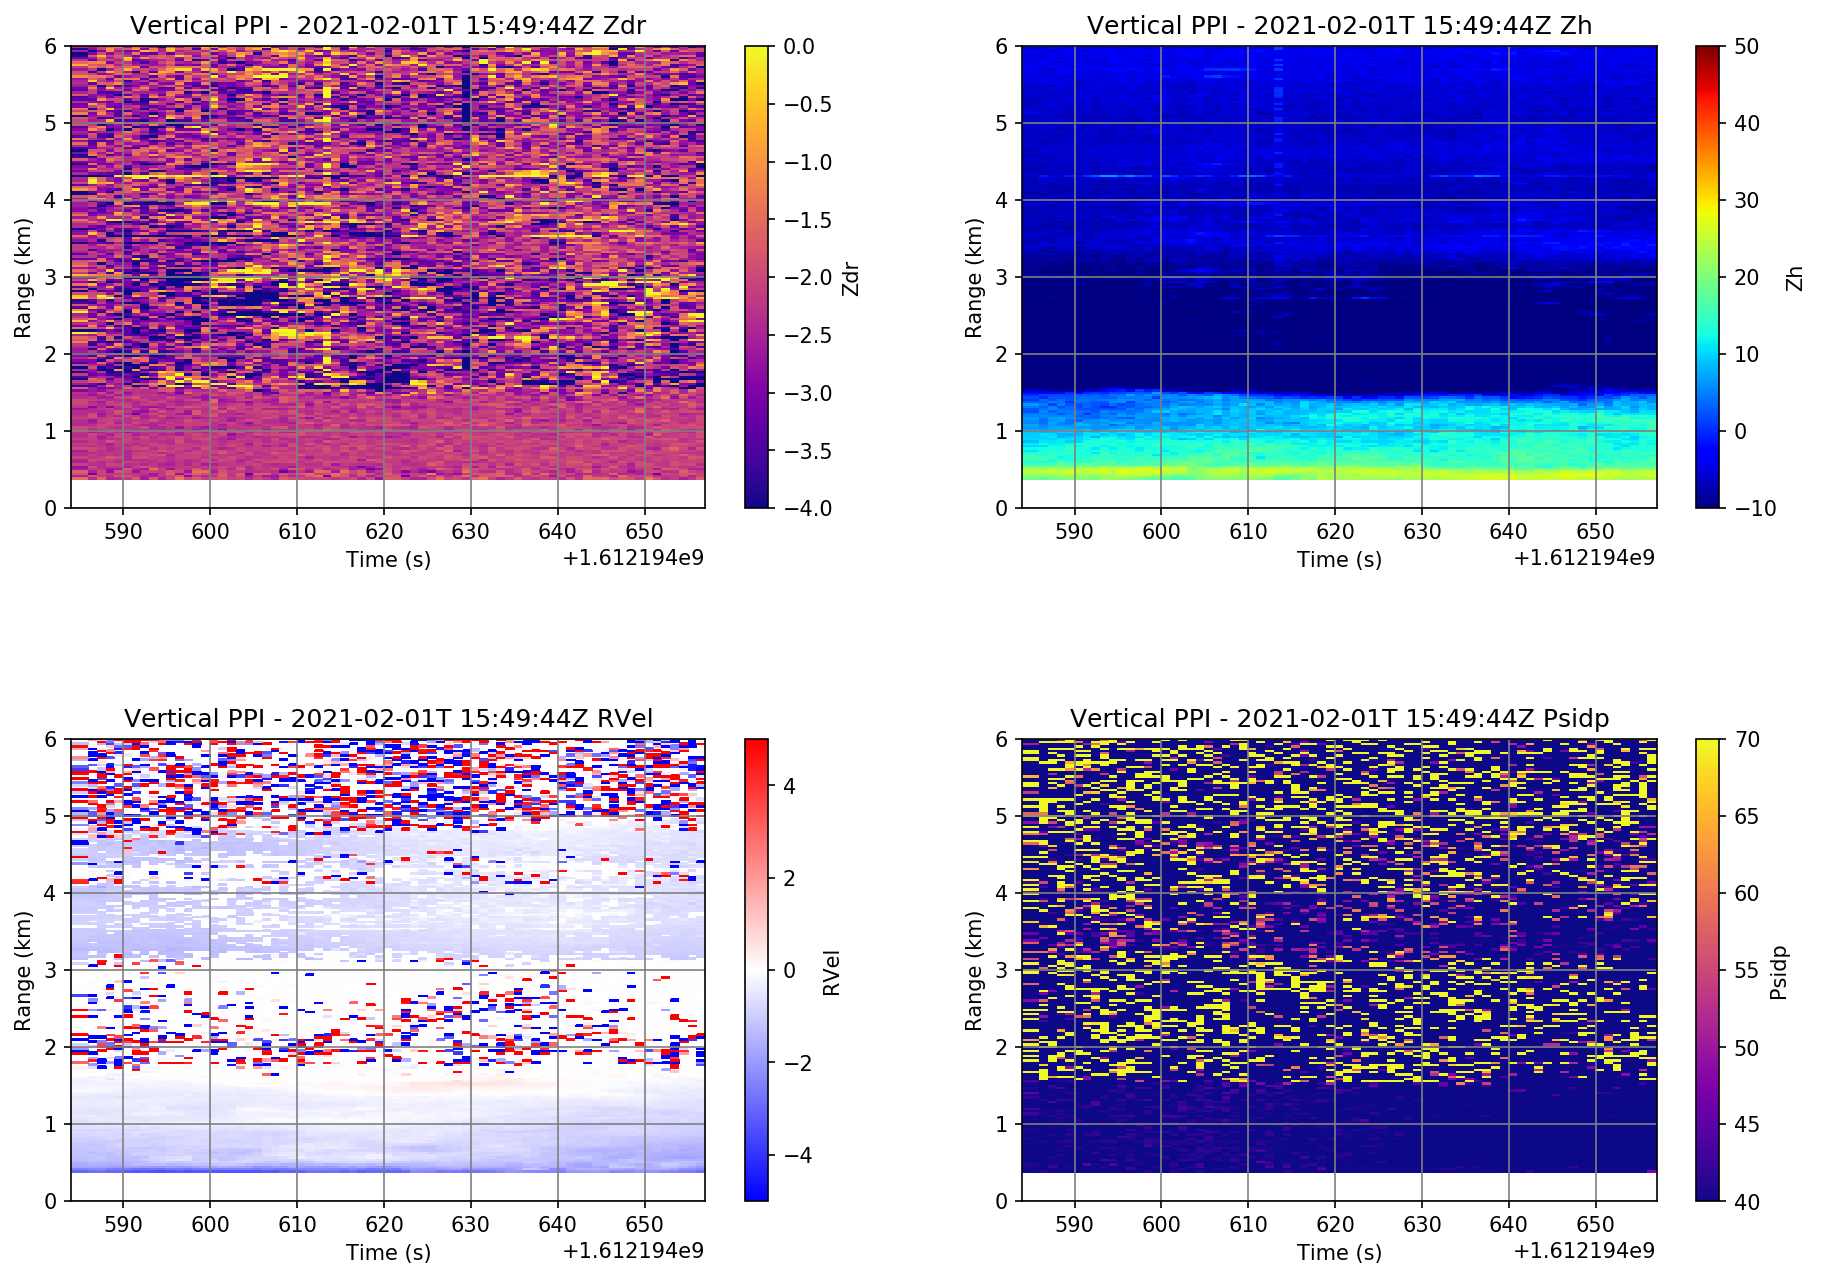 Vertical PPI - 2021-02-01T 15:49:44Z Zdr
6
5
4
3
2
1
0
Range (km)
590 600 610 620 630 640 650
Time (s)
+1.612194e9
0.0
−0.5
−1.0
−1.5
−2.0
−2.5
−3.0
−3.5
−4.0
Zdr
Vertical PPI - 2021-02-01T 15:49:44Z Zh
6
5
4
3
2
1
0
Range (km)
590 600 610 620 630 640 650
Time (s)
+1.612194e9
50
40
30
20
10
0
−10
Zh
Vertical PPI - 2021-02-01T 15:49:44Z RVel
6
5
4
3
2
1
0
Range (km)
590 600 610 620 630 640 650
Time (s)
+1.612194e9
4
2
0
−2
−4
RVel
Vertical PPI - 2021-02-01T 15:49:44Z Psidp
6
5
4
3
2
1
0
Range (km)
590 600 610 620 630 640 650
Time (s)
+1.612194e9
70
65
60
55
50
45
40
Psidp